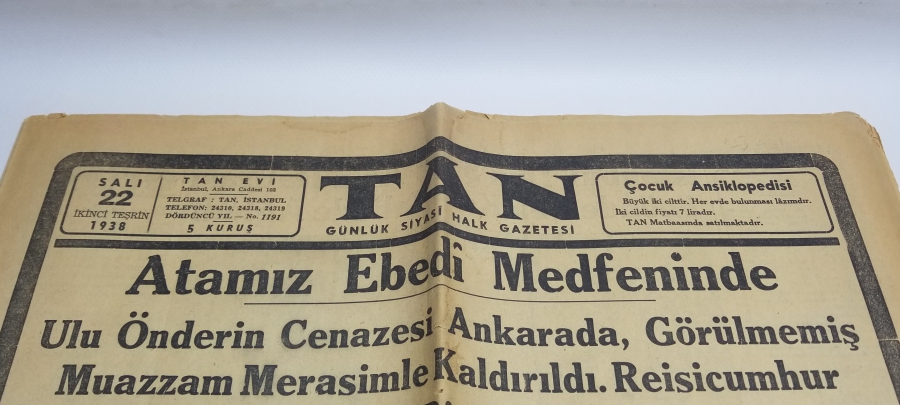 SALI
22
İKİNCİ TEŞRİN
1938
TAN EVİ
İstanbul, Ankara Caddesi 100
TELGRAF : TAN, İSTANBUL
TELEFON: 24310, 24318, 24319
DÖRDÜNCÜ YIL — No. 1191
5 KURUŞ
TAN
GÜNLÜK SİYASİ HALK GAZETESİ
Çocuk Ansiklopedisi
Büyük iki cilttir. Her evde bulunması lâzımdır.
İki cildin fiyatı 7 liradır.
TAN Matbaasında satılmaktadır.
Atamız Ebedî Medfeninde
Ulu Önderin Cenazesi Ankarada, Görülmemiş
Muazzam Merasimle Kaldırıldı. Reisicumhur